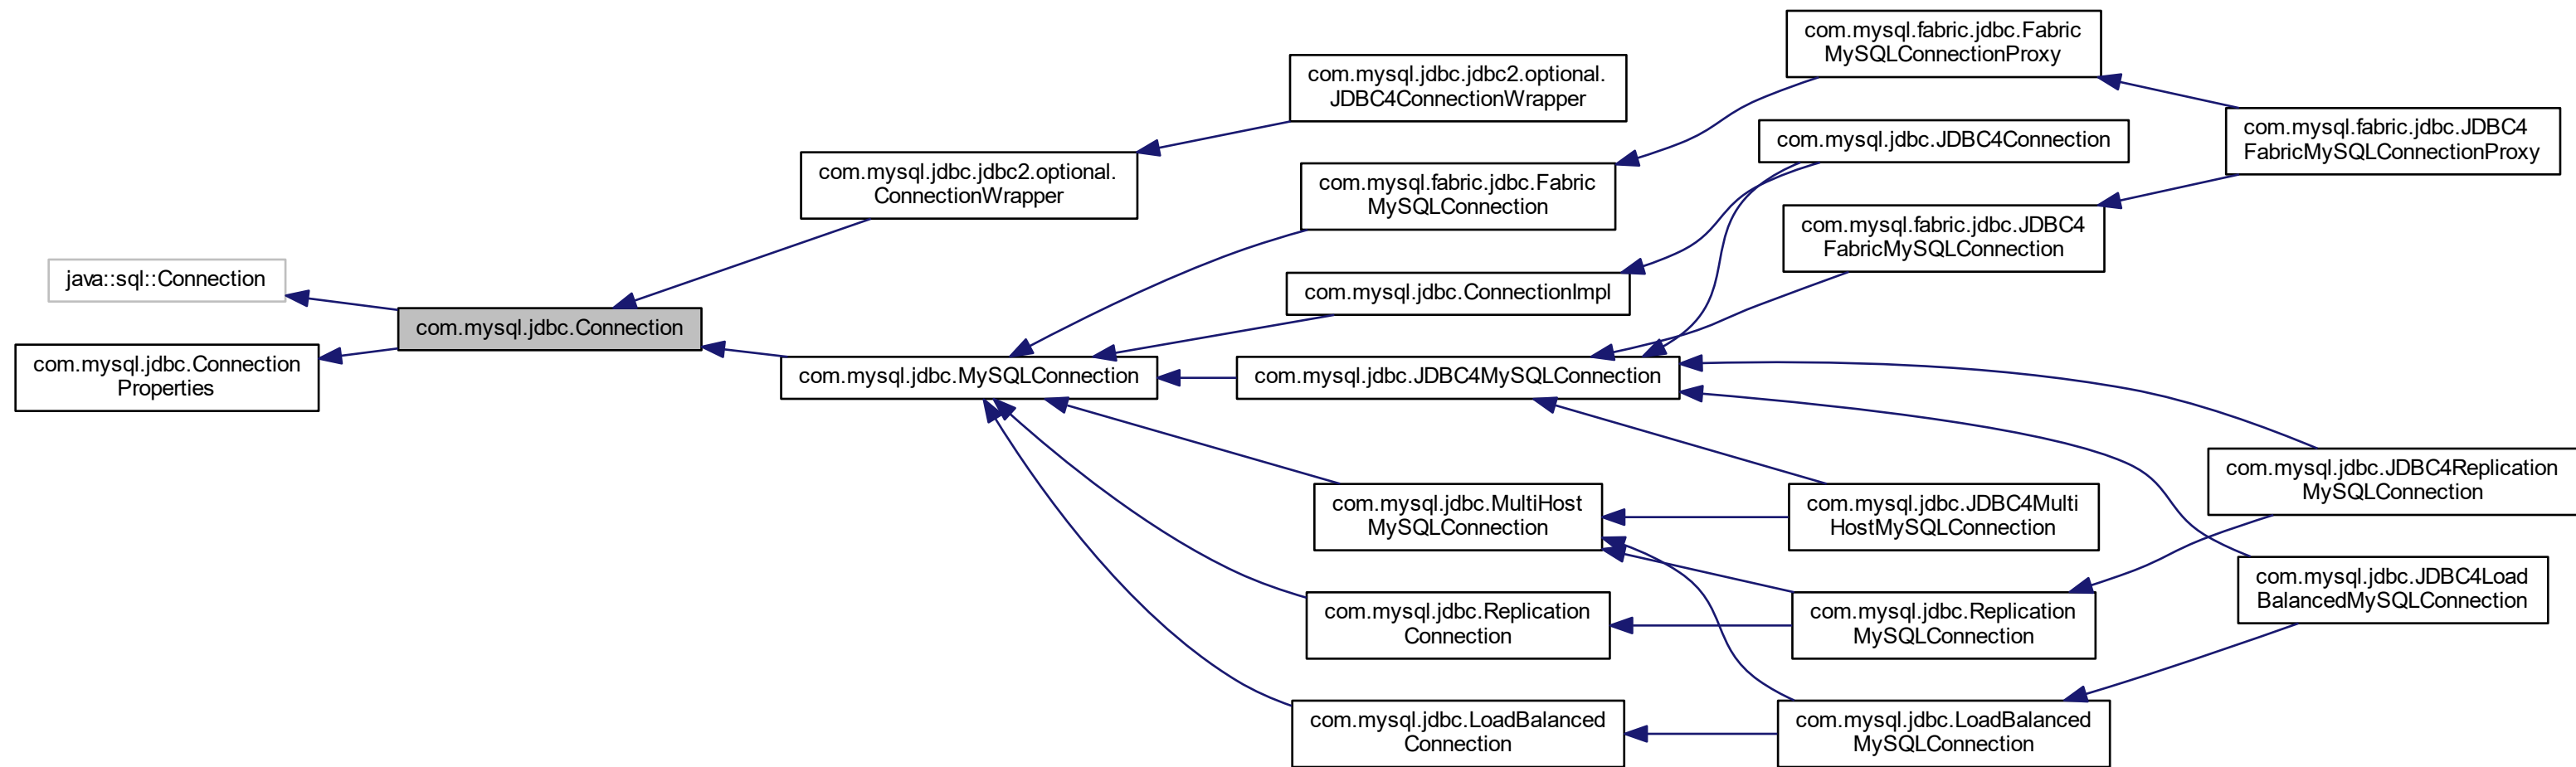 java::sql::Connection
com.mysql.jdbc.Connection
Properties
com.mysql.jdbc.Connection
com.mysql.jdbc.jdbc2.optional.
ConnectionWrapper
com.mysql.jdbc.MySQLConnection
com.mysql.jdbc.jdbc2.optional.
JDBC4ConnectionWrapper
com.mysql.fabric.jdbc.Fabric
MySQLConnection
com.mysql.jdbc.ConnectionImpl
com.mysql.jdbc.JDBC4MySQLConnection
com.mysql.jdbc.MultiHost
MySQLConnection
com.mysql.jdbc.Replication
Connection
com.mysql.jdbc.LoadBalanced
Connection
com.mysql.fabric.jdbc.Fabric
MySQLConnectionProxy
com.mysql.jdbc.JDBC4Connection
com.mysql.fabric.jdbc.JDBC4
FabricMySQLConnection
com.mysql.jdbc.JDBC4Multi
HostMySQLConnection
com.mysql.jdbc.Replication
MySQLConnection
com.mysql.jdbc.LoadBalanced
MySQLConnection
com.mysql.fabric.jdbc.JDBC4
FabricMySQLConnectionProxy
com.mysql.jdbc.JDBC4Replication
MySQLConnection
com.mysql.jdbc.JDBC4Load
BalancedMySQLConnection